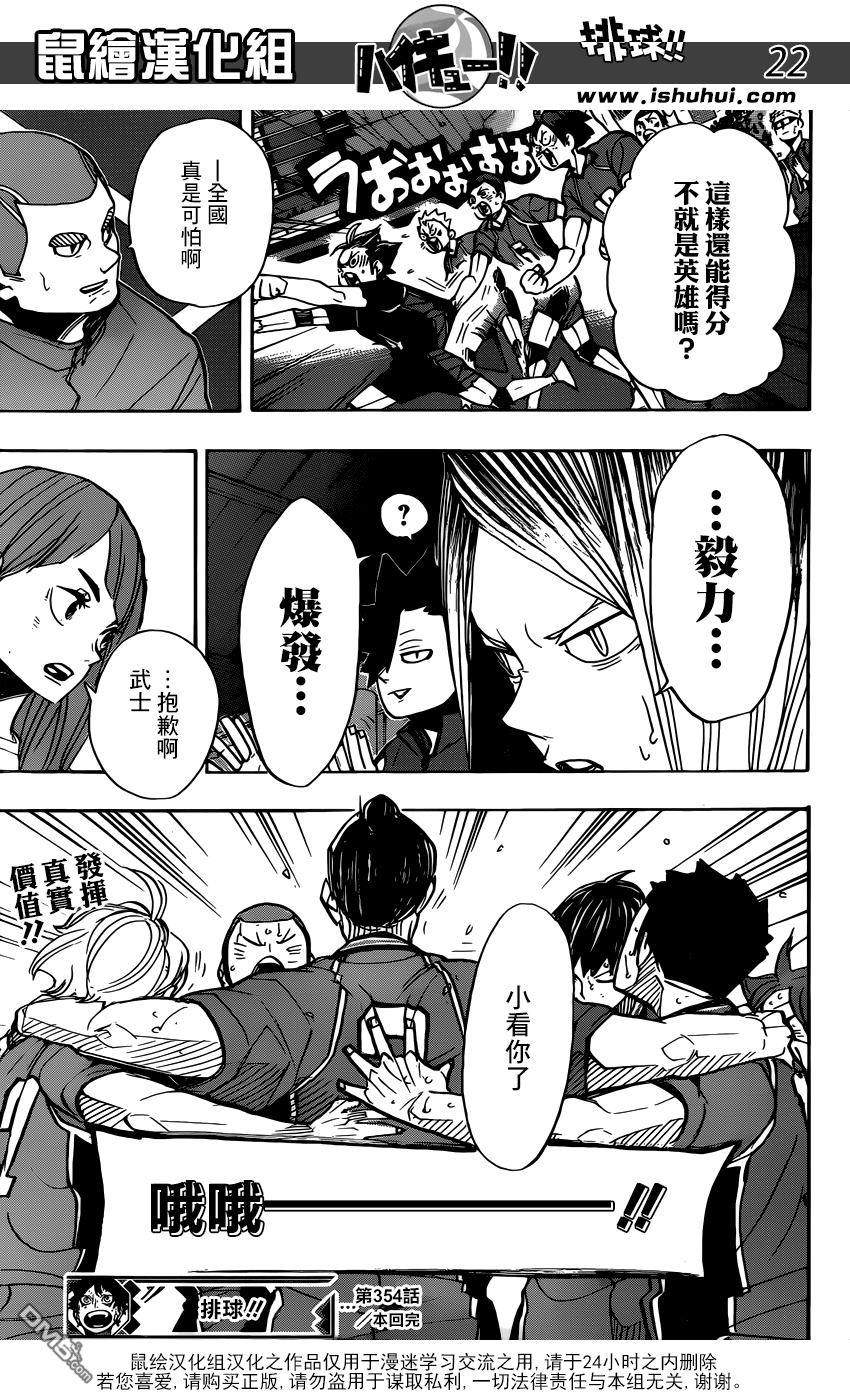 鼠繪漢化組
ハイキュー!!
排球!!
22
www.ishuhui.com
這樣還能得分
不就是英雄嗎？
うおおおおお
—全國
真是可怕啊
…毅力…
?
爆發…
…抱歉啊
武士
發揮
真實
價值!!
小看你了
哦哦——!!
排球!!
第354話
……／本回完
DM5.com
鼠绘汉化组汉化之作品仅用于漫迷学习交流之用,请于24小时之内删除
若您喜爱,请购买正版,请勿盗用于谋取私利,一切法律责任与本组无关,谢谢。